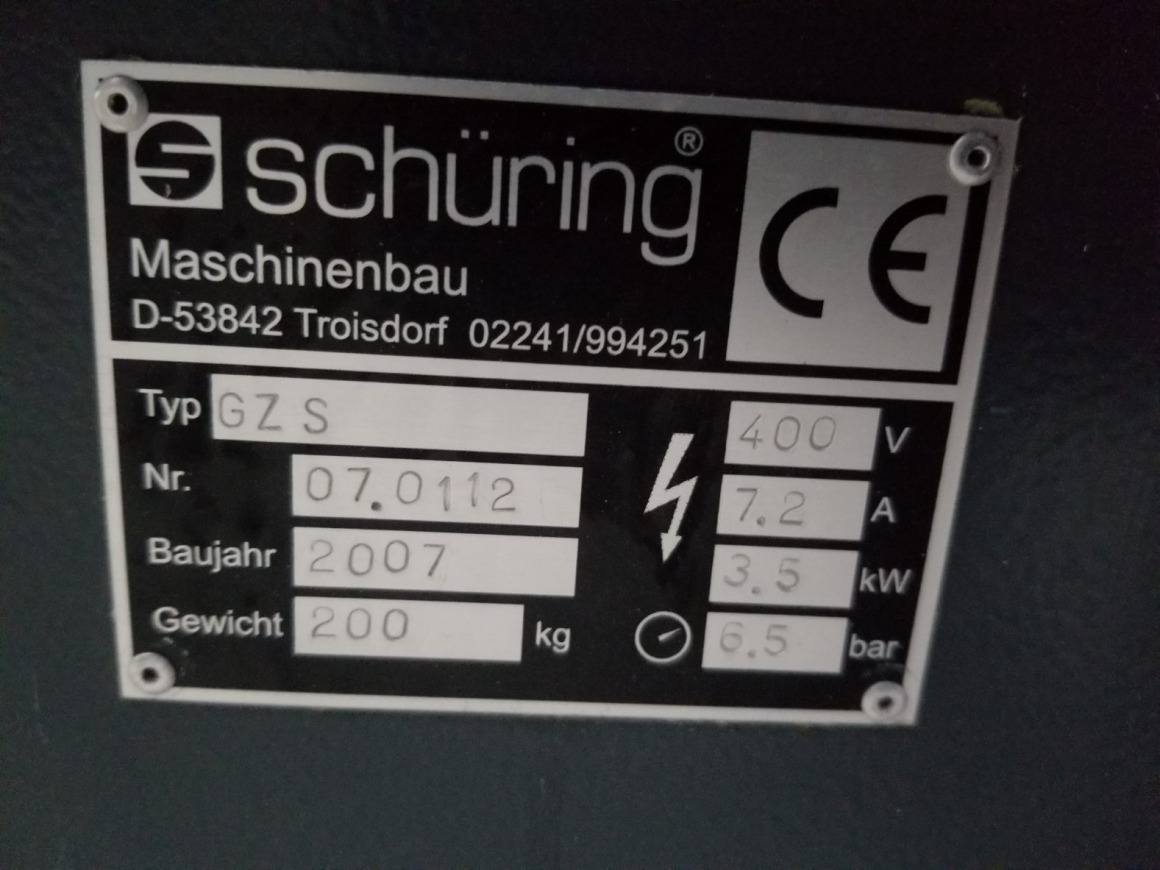 schüring®
CE
Maschinenbau
D-53842 Troisdorf 02241/994251
Typ GZS
400 V
Nr. 07.0112
7.2 A
Baujahr 2007
3.5 kW
Gewicht 200 kg
6.5 bar